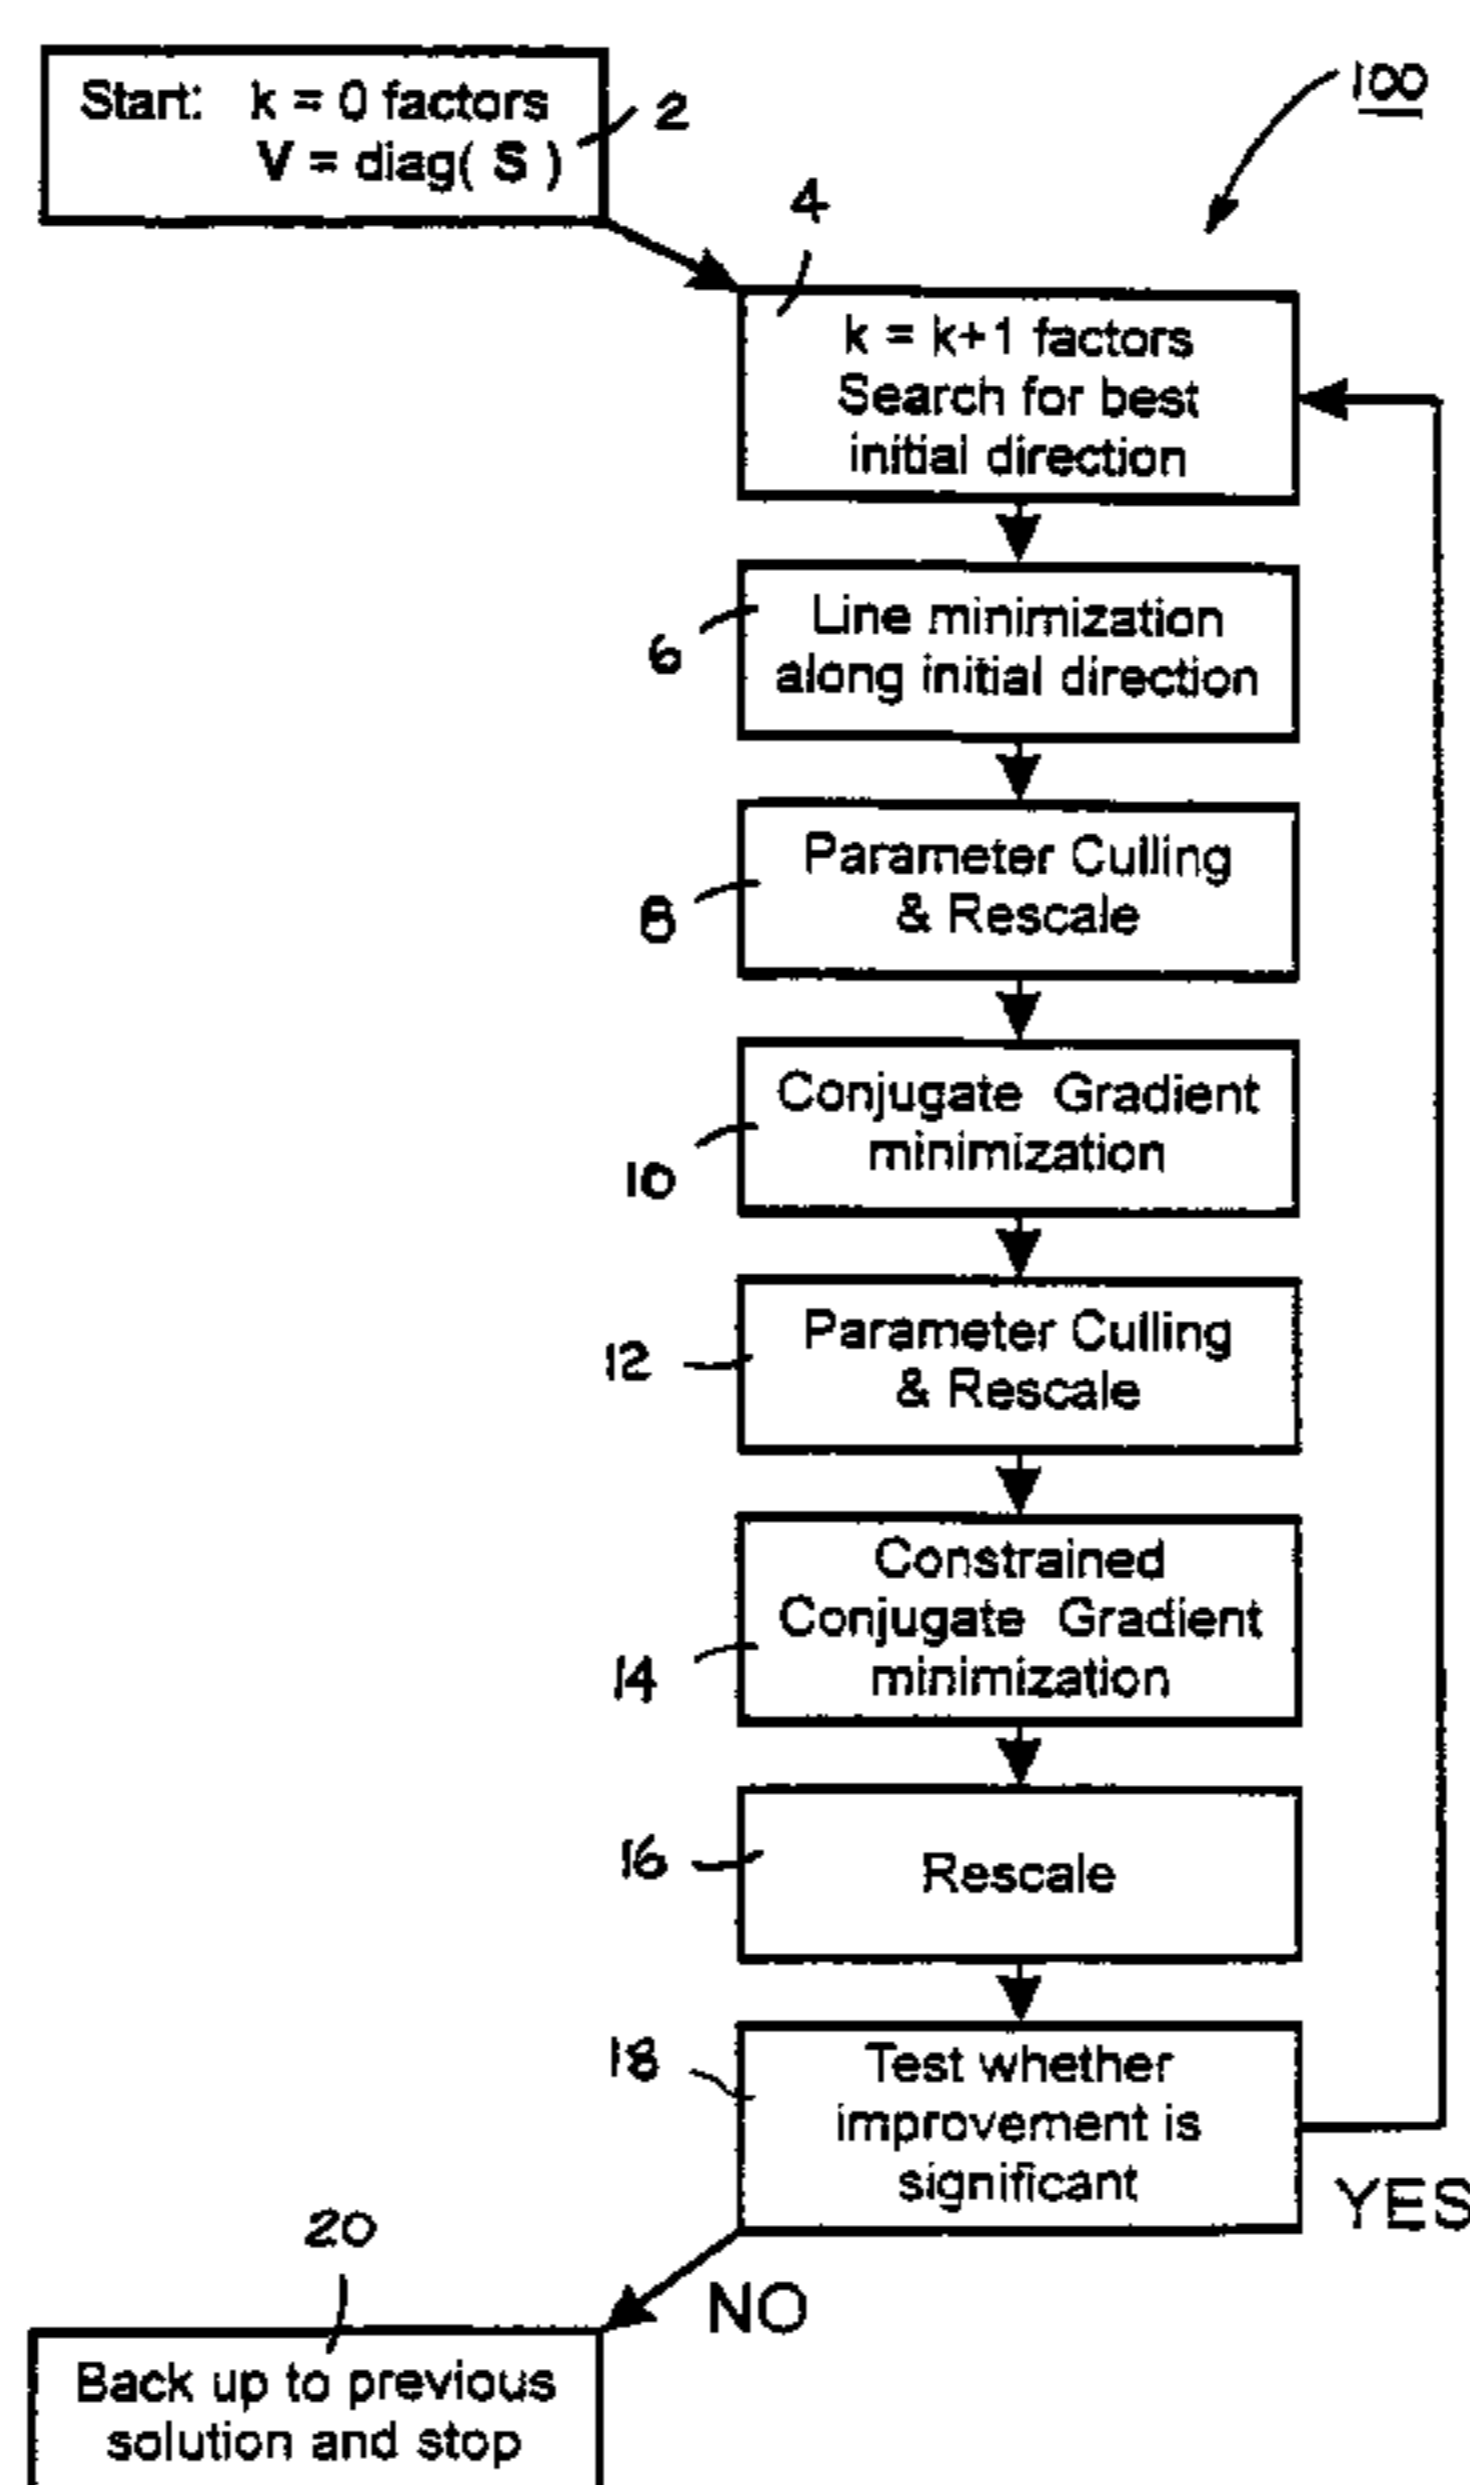 Start: k = 0 factors
V = diag( S )
2
100
4
k = k+1 factors
Search for best
initial direction
6
Line minimization
along initial direction
8
Parameter Culling
& Rescale
10
Conjugate Gradient
minimization
12
Parameter Culling
& Rescale
14
Constrained
Conjugate Gradient
minimization
16
Rescale
18
Test whether
improvement is
significant
YES
NO
20
Back up to previous
solution and stop